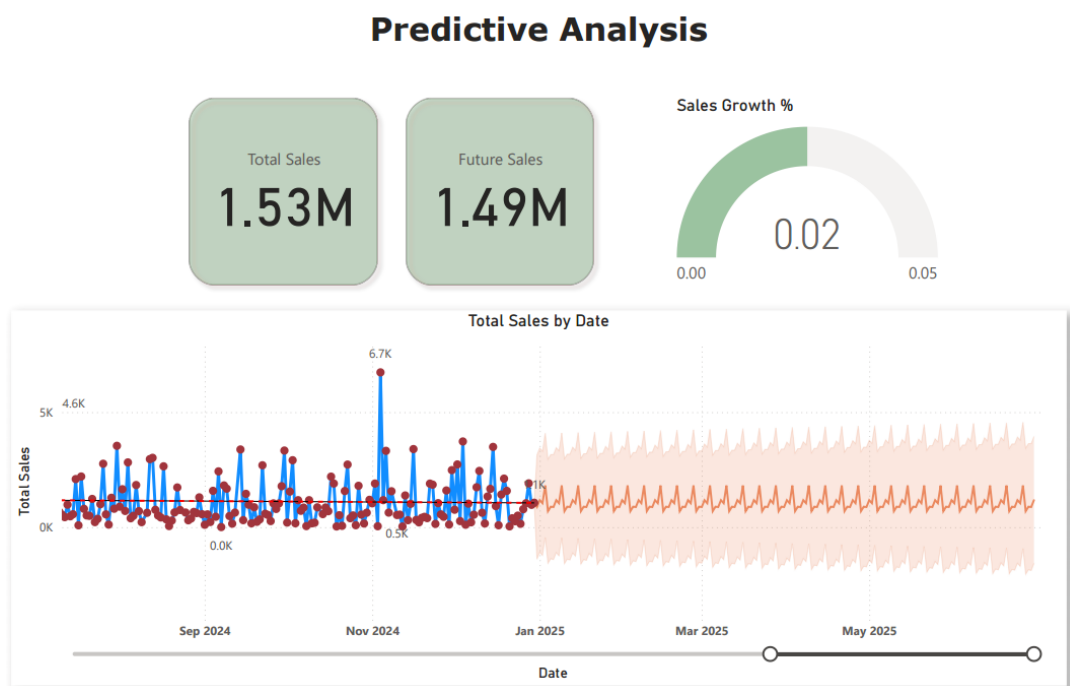 Predictive Analysis
Total Sales
1.53M
Future Sales
1.49M
Sales Growth %
0.02
0.00
0.05
Total Sales by Date
6.7K
4.6K
5K
Total Sales
1K
0K
0.5K
0.0K
Sep 2024
Nov 2024
Jan 2025
Mar 2025
May 2025
Date